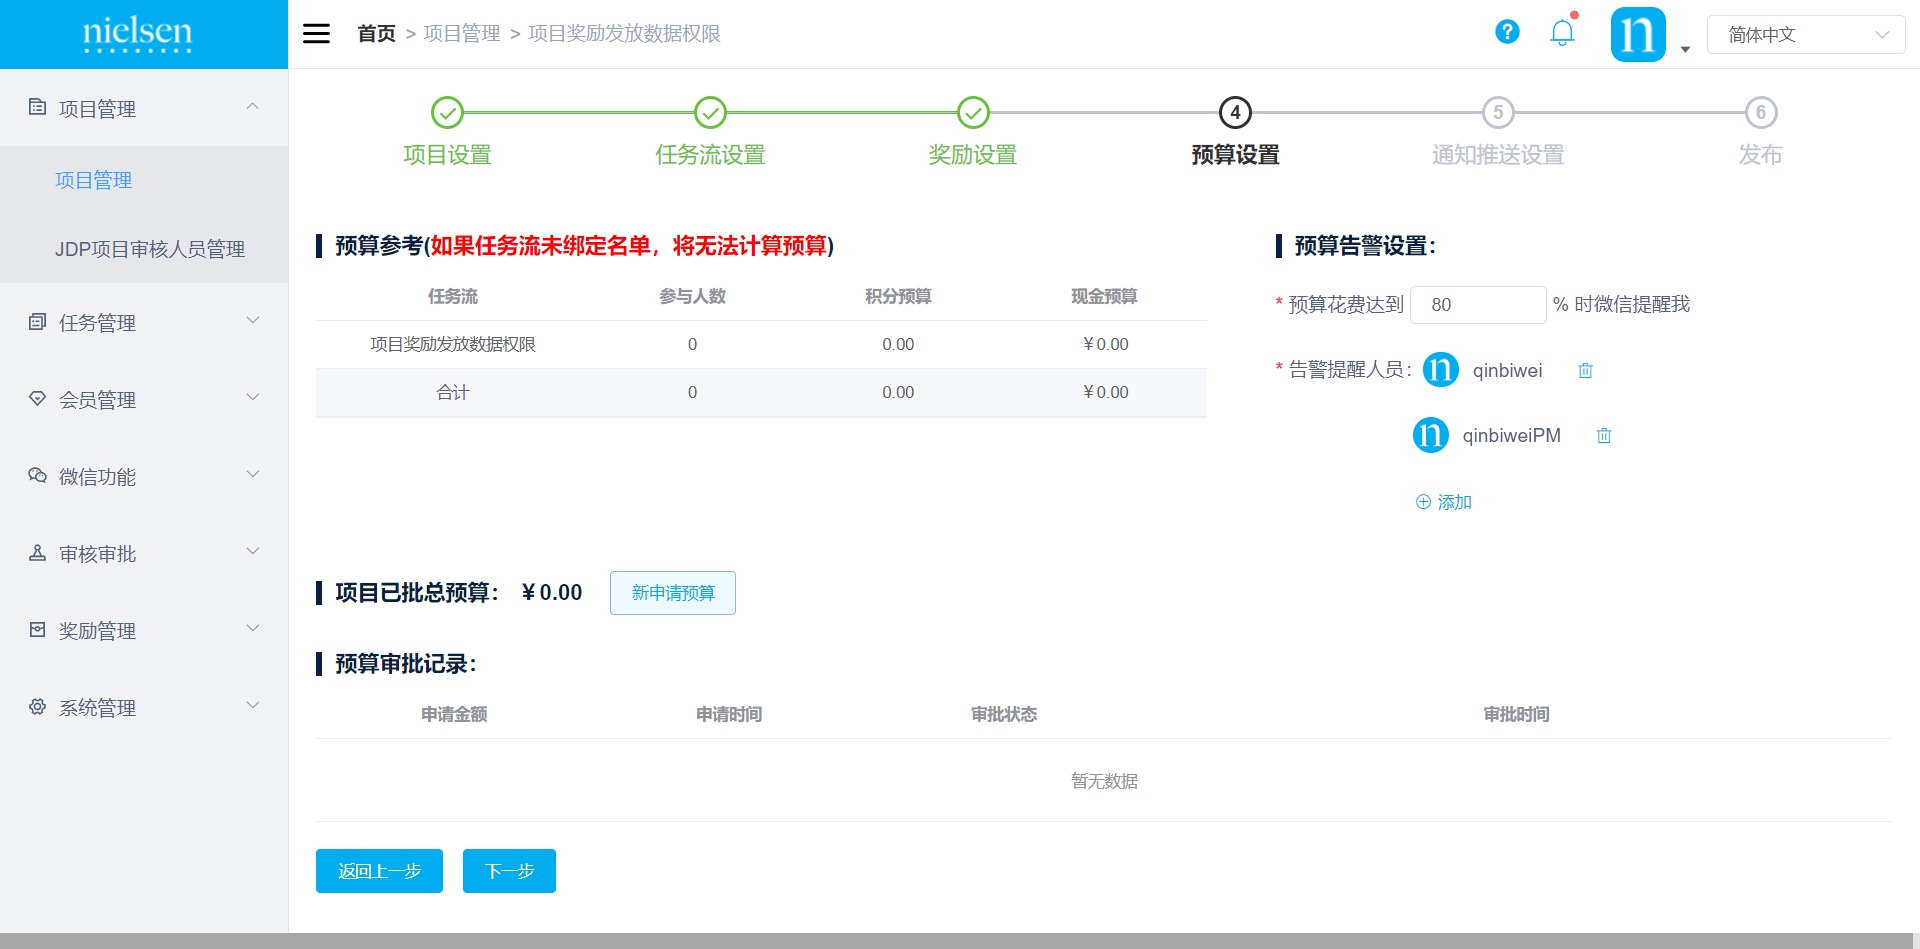 nielsen
首页 > 项目管理 > 项目奖励发放数据权限
?
n
简体中文
项目管理
项目管理
JDP项目审核人员管理
任务管理
会员管理
微信功能
审核审批
奖励管理
系统管理
4 5 6
项目设置 任务流设置 奖励设置 预算设置 通知推送设置 发布
预算参考(如果任务流未绑定名单，将无法计算预算)
任务流 参与人数 积分预算 现金预算
项目奖励发放数据权限 0 0.00 ¥0.00
合计 0 0.00 ¥0.00
预算告警设置：
* 预算花费达到 80 % 时微信提醒我
* 告警提醒人员： n qinbiwei
n qinbiweiPM
添加
项目已批总预算： ¥0.00 新申请预算
预算审批记录：
申请金额 申请时间 审批状态 审批时间
暂无数据
返回上一步 下一步